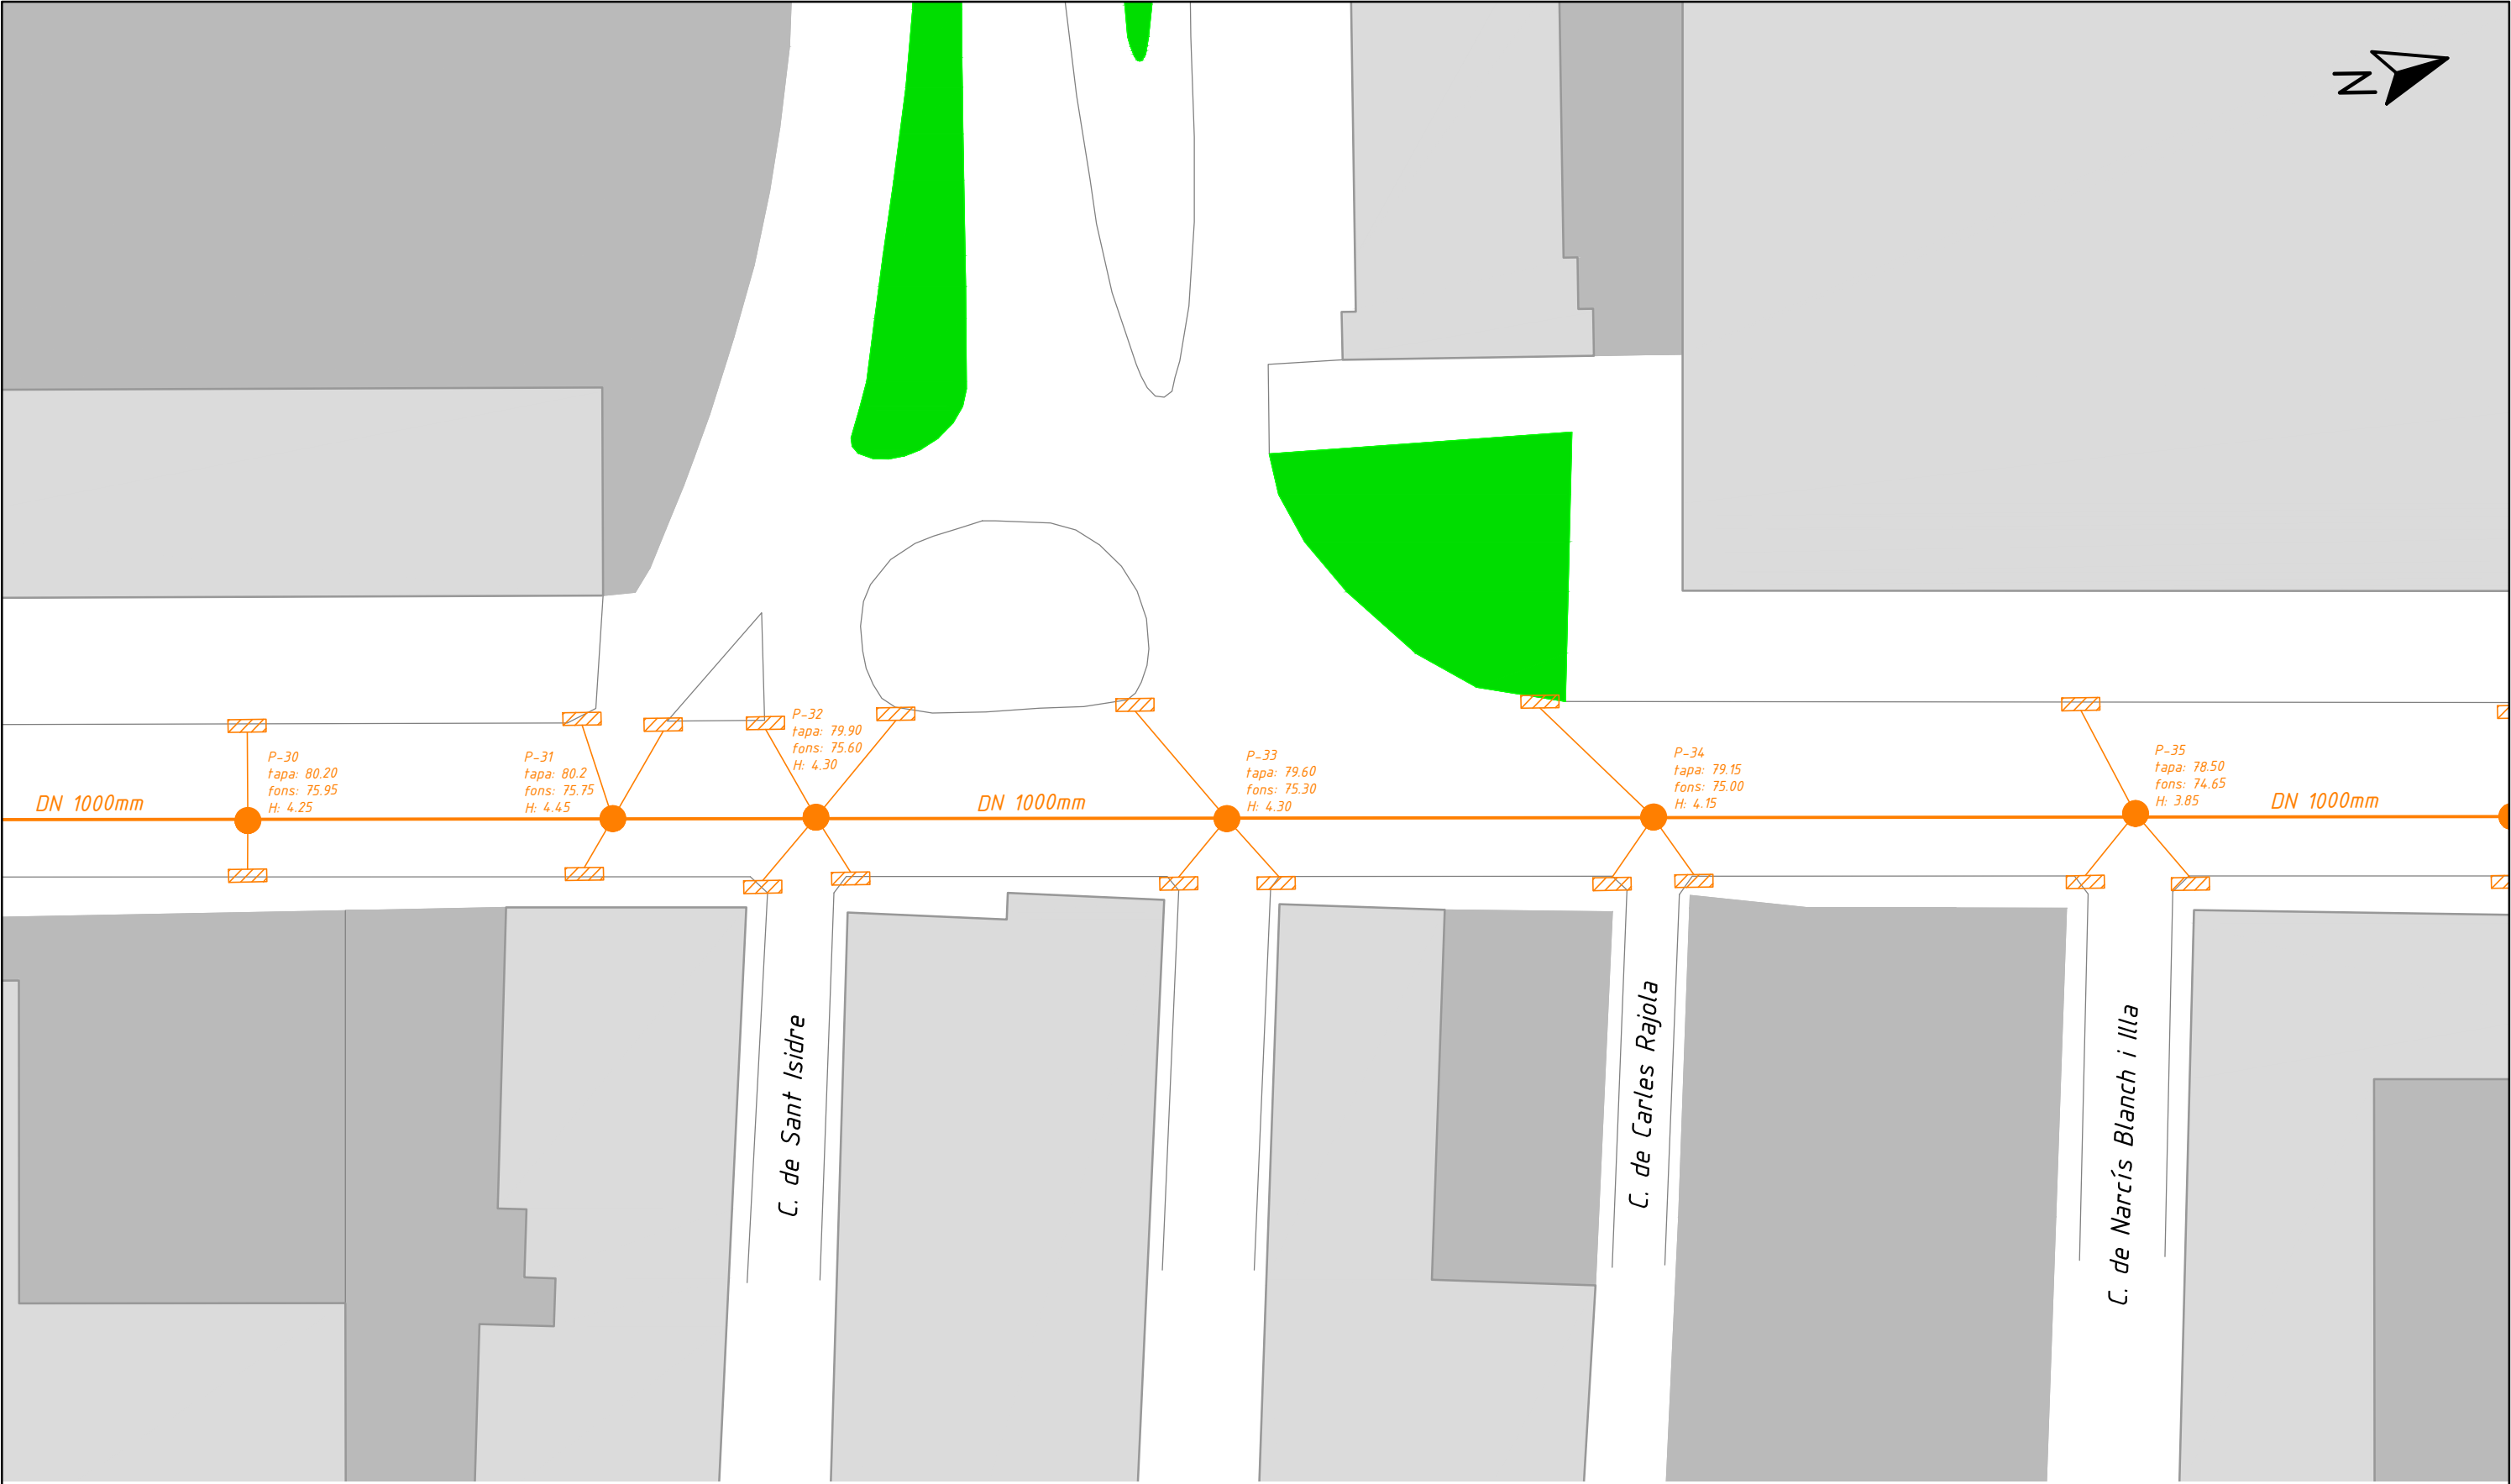 N
P-32
tapa: 79.90
fons: 75.60
H: 4.30
P-30
tapa: 80.20
fons: 75.95
H: 4.25
P-31
tapa: 80.2
fons: 75.75
H: 4.45
P-33
tapa: 79.60
fons: 75.30
H: 4.30
P-34
tapa: 79.15
fons: 75.00
H: 4.15
P-35
tapa: 78.50
fons: 74.65
H: 3.85
DN 1000mm
DN 1000mm
DN 1000mm
C. de Sant Isidre
C. de Carles Rajola
C. de Narcís Blanch i Illa